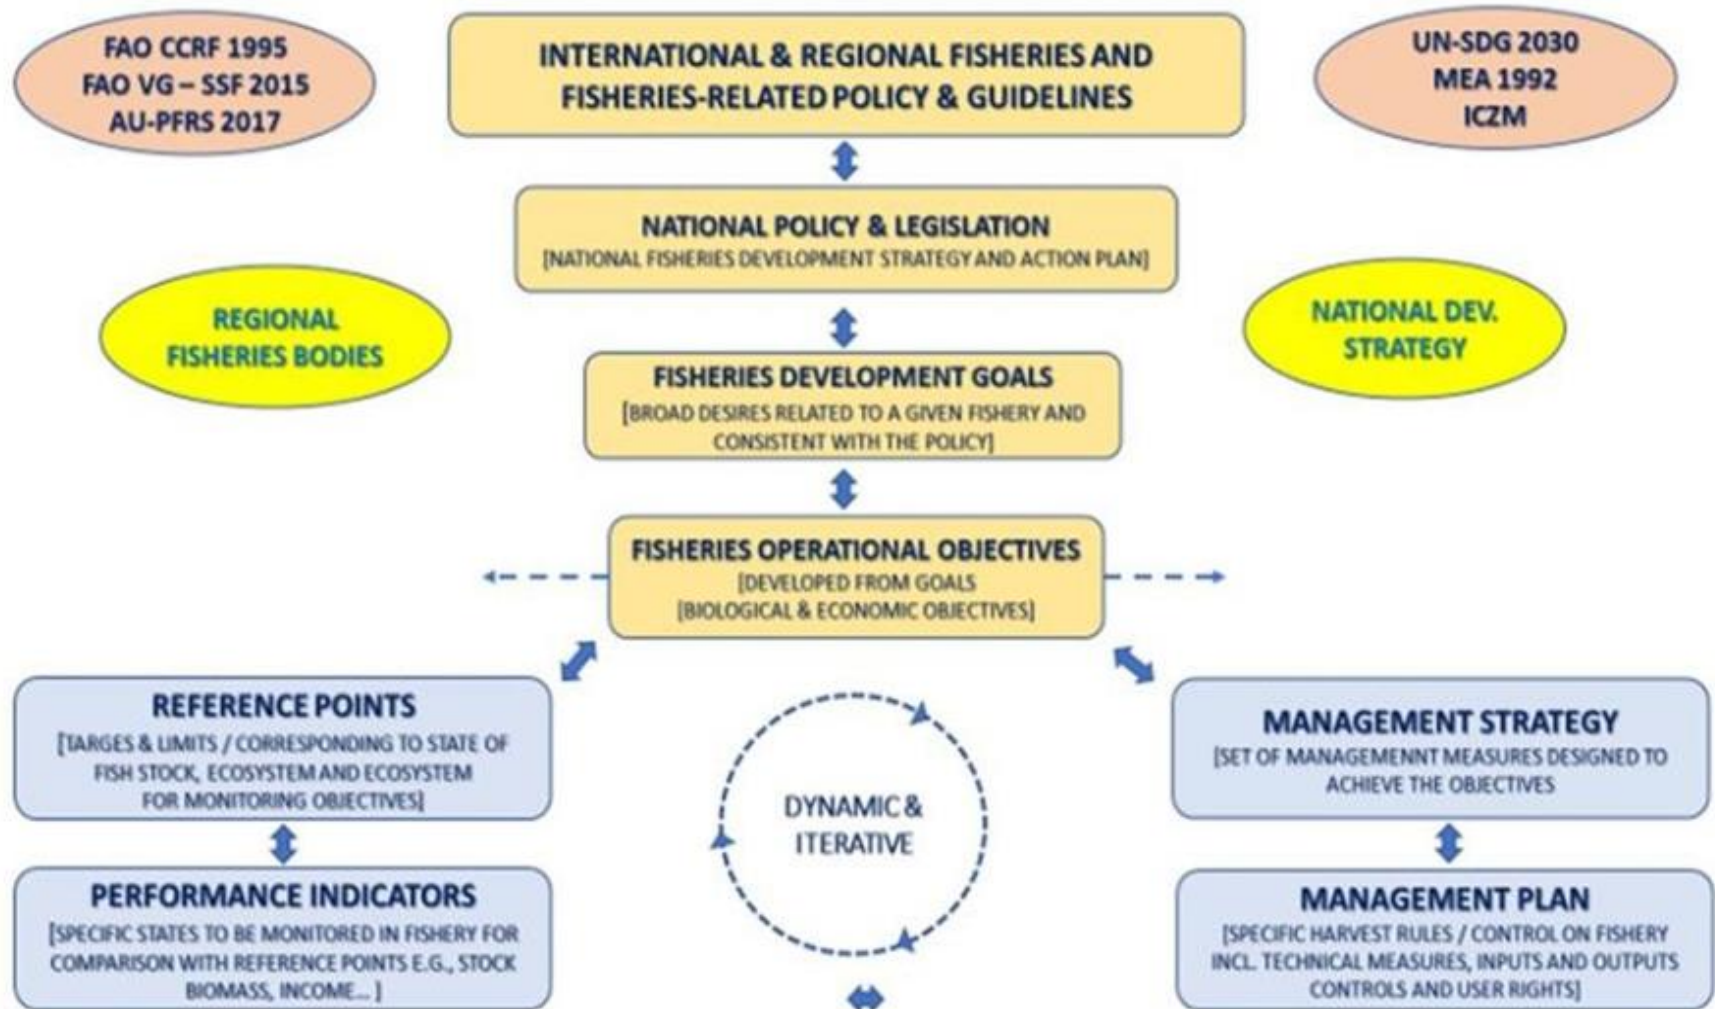 FAO CCRF 1995
FAO VG – SSF 2015
AU-PFRS 2017
INTERNATIONAL & REGIONAL FISHERIES AND
FISHERIES-RELATED POLICY & GUIDELINES
UN-SDG 2030
MEA 1992
ICZM
NATIONAL POLICY & LEGISLATION
[NATIONAL FISHERIES DEVELOPMENT STRATEGY AND ACTION PLAN]
REGIONAL
FISHERIES BODIES
NATIONAL DEV.
STRATEGY
FISHERIES DEVELOPMENT GOALS
[BROAD DESIRES RELATED TO A GIVEN FISHERY AND
CONSISTENT WITH THE POLICY]
FISHERIES OPERATIONAL OBJECTIVES
[DEVELOPED FROM GOALS
[BIOLOGICAL & ECONOMIC OBJECTIVES]
REFERENCE POINTS
[TARGES & LIMITS / CORRESPONDING TO STATE OF
FISH STOCK, ECOSYSTEM AND ECOSYSTEM
FOR MONITORING OBJECTIVES]
DYNAMIC &
ITERATIVE
MANAGEMENT STRATEGY
[SET OF MANAGEMENNT MEASURES DESIGNED TO
ACHIEVE THE OBJECTIVES
PERFORMANCE INDICATORS
[SPECIFIC STATES TO BE MONITORED IN FISHERY FOR
COMPARISON WITH REFERENCE POINTS E.G., STOCK
BIOMASS, INCOME... ]
MANAGEMENT PLAN
[SPECIFIC HARVEST RULES / CONTROL ON FISHERY
INCL. TECHNICAL MEASURES, INPUTS AND OUTPUTS
CONTROLS AND USER RIGHTS]